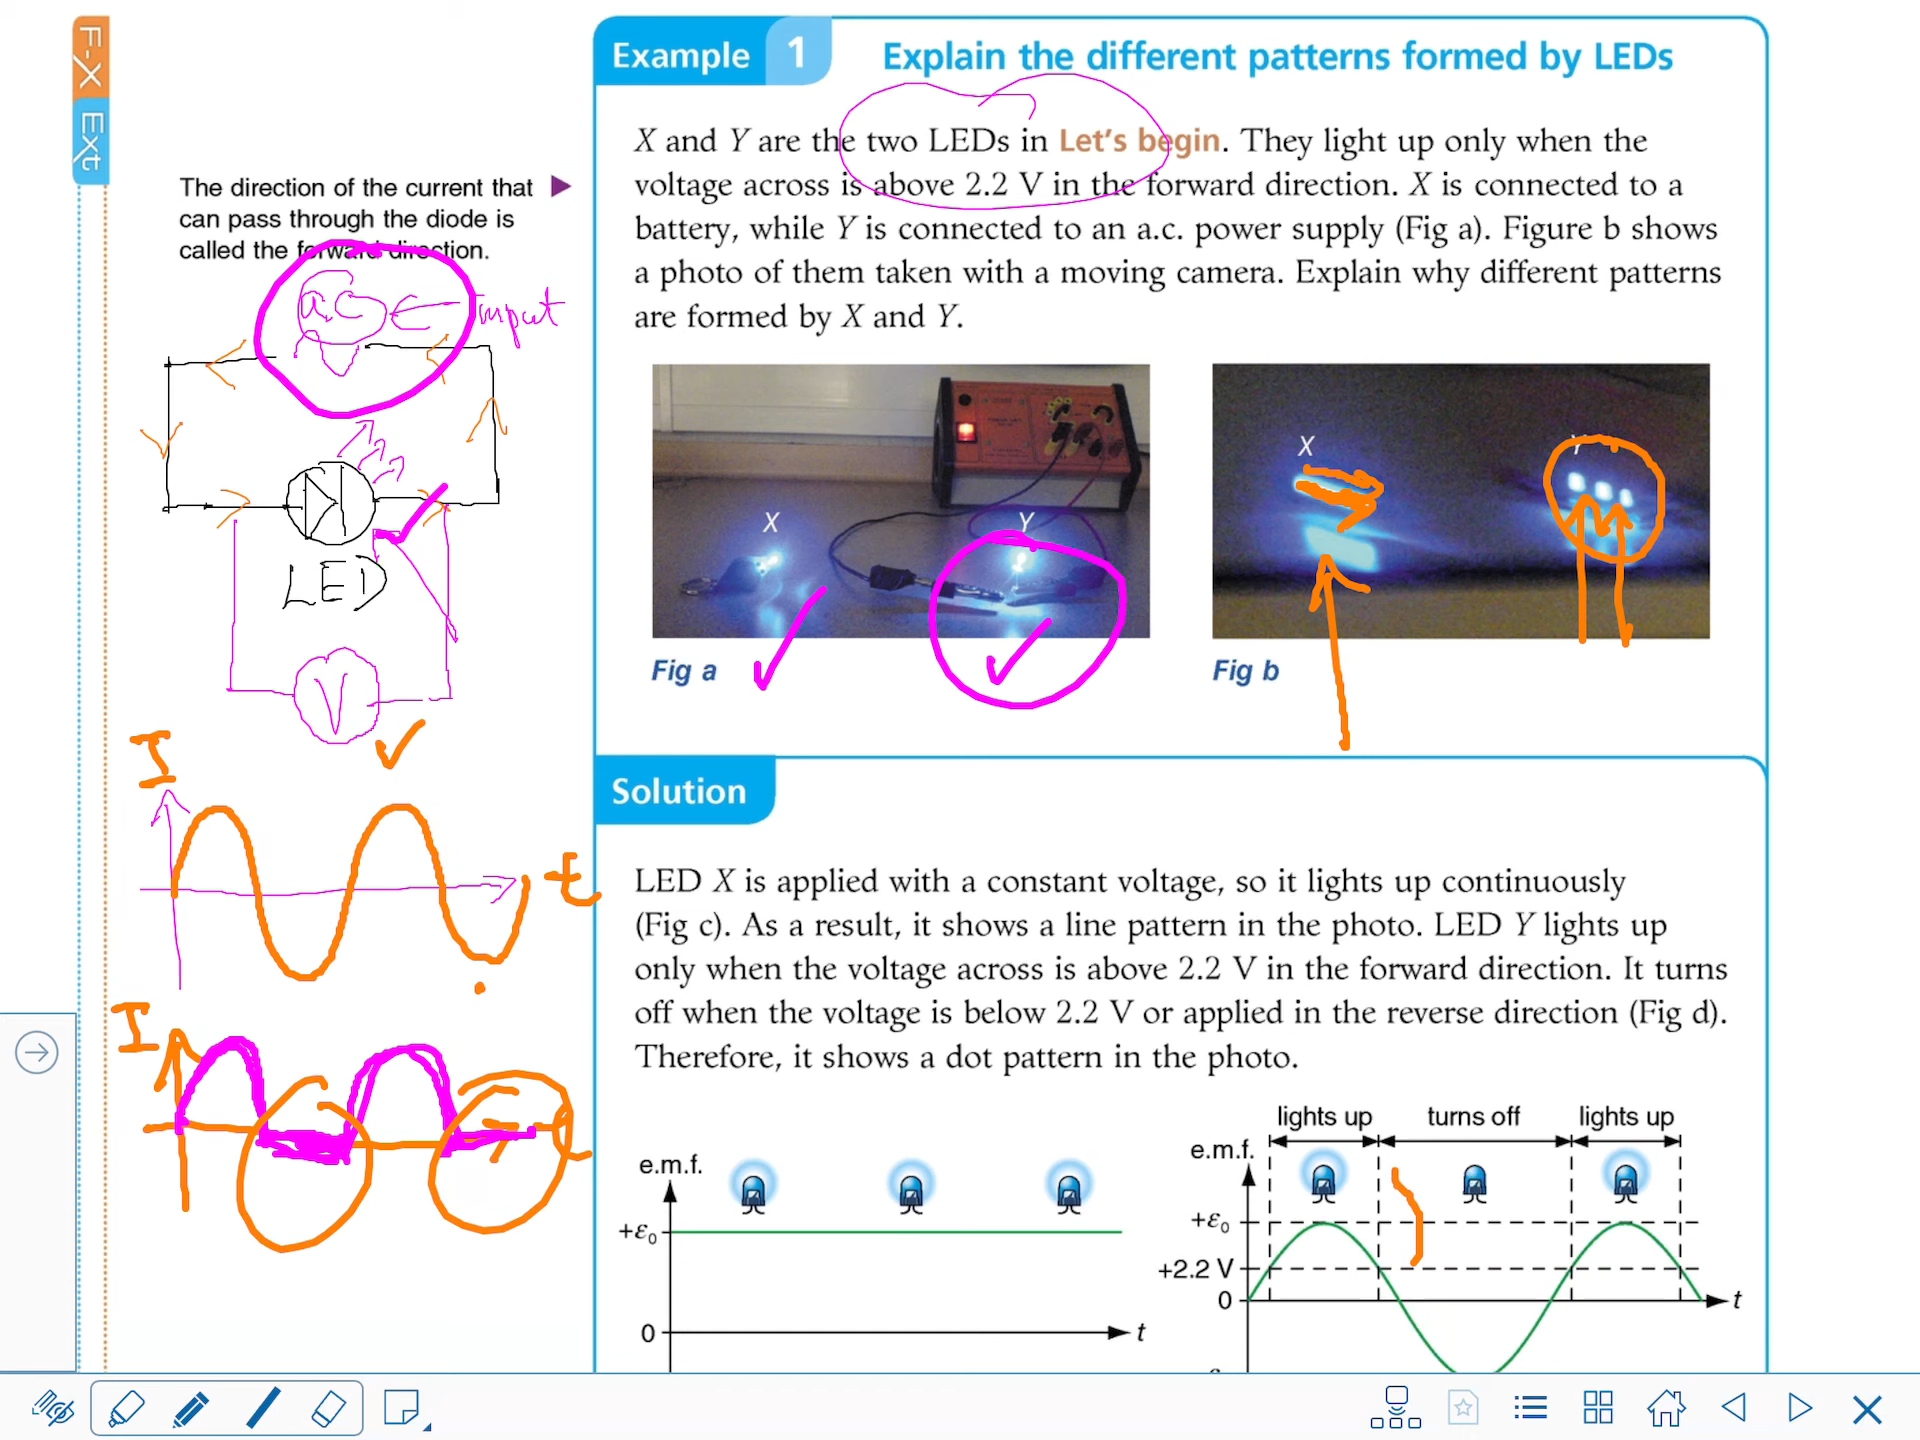 F-X
Ext
Example 1
Explain the different patterns formed by LEDs
X and Y are the two LEDs in Let's begin. They light up only when the
voltage across is above 2.2 V in the forward direction. X is connected to a
battery, while Y is connected to an a.c. power supply (Fig a). Figure b shows
a photo of them taken with a moving camera. Explain why different patterns
are formed by X and Y.
The direction of the current that
can pass through the diode is
called the forward direction.
ac
Input
LED
V
I
t
I
t
X
Y
Fig a
X
Y
Fig b
Solution
LED X is applied with a constant voltage, so it lights up continuously
(Fig c). As a result, it shows a line pattern in the photo. LED Y lights up
only when the voltage across is above 2.2 V in the forward direction. It turns
off when the voltage is below 2.2 V or applied in the reverse direction (Fig d).
Therefore, it shows a dot pattern in the photo.
e.m.f.
+ε₀
0
t
lights up
turns off
lights up
e.m.f.
+ε₀
+2.2 V
0
t